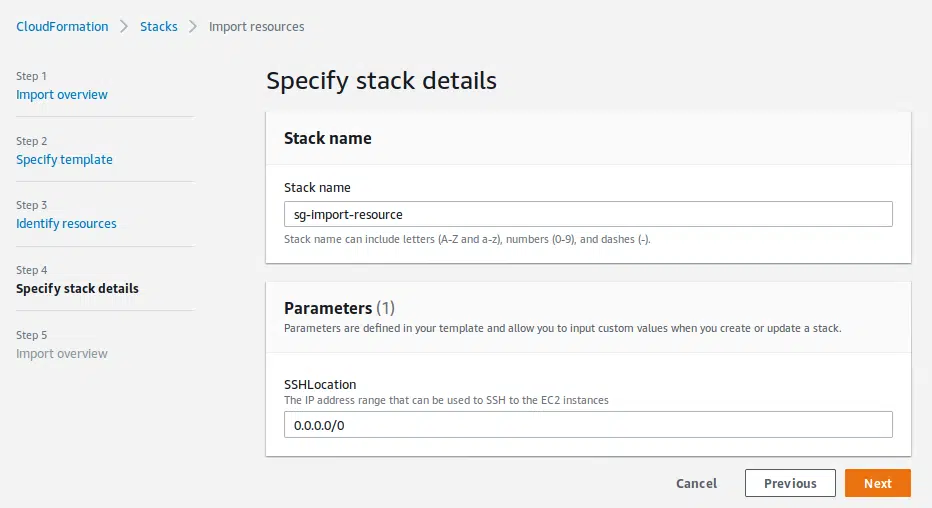 CloudFormation > Stacks > Import resources
Step 1
Import overview
Step 2
Specify template
Step 3
Identify resources
Step 4
Specify stack details
Step 5
Import overview
Specify stack details
Stack name
Stack name
sg-import-resource
Stack name can include letters (A-Z and a-z), numbers (0-9), and dashes (-).
Parameters (1)
Parameters are defined in your template and allow you to input custom values when you create or update a stack.
SSHLocation
The IP address range that can be used to SSH to the EC2 instances
0.0.0.0/0
Cancel Previous Next